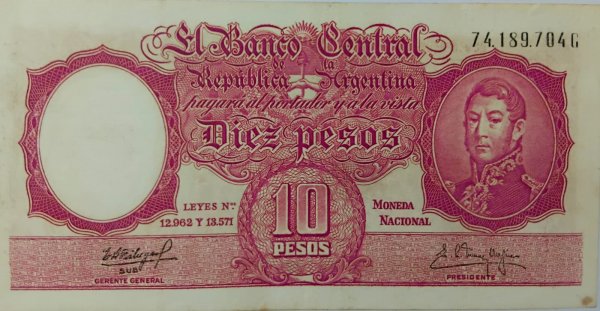 El Banco Central
74.189.704G
de la
República Argentina
pagará al portador y a la vista
Diez pesos
LEYES Nos.
12.962 Y 13.571
10
PESOS
MONEDA
NACIONAL
SUB
GERENTE GENERAL
PRESIDENTE